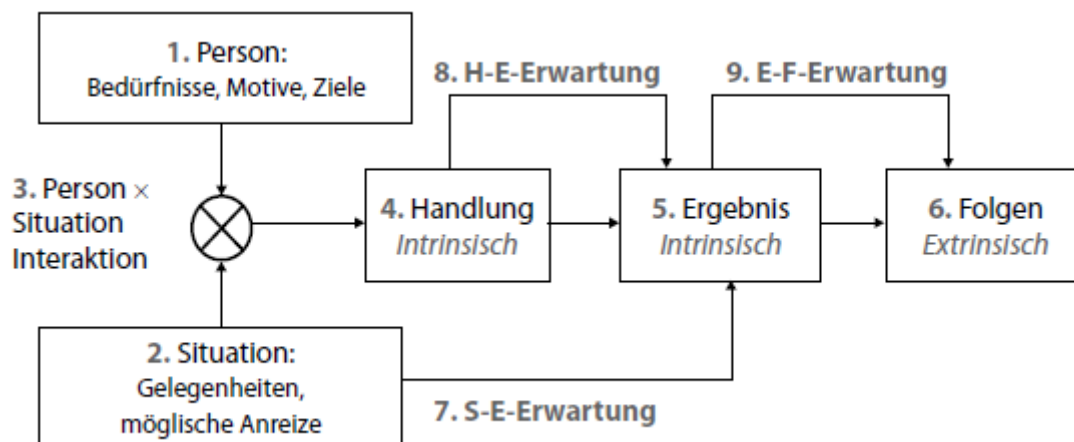 1. Person:
Bedürfnisse, Motive, Ziele
8. H-E-Erwartung
9. E-F-Erwartung
3. Person ×
Situation
Interaktion
4. Handlung
Intrinsisch
5. Ergebnis
Intrinsisch
6. Folgen
Extrinsisch
2. Situation:
Gelegenheiten,
möglische Anreize
7. S-E-Erwartung